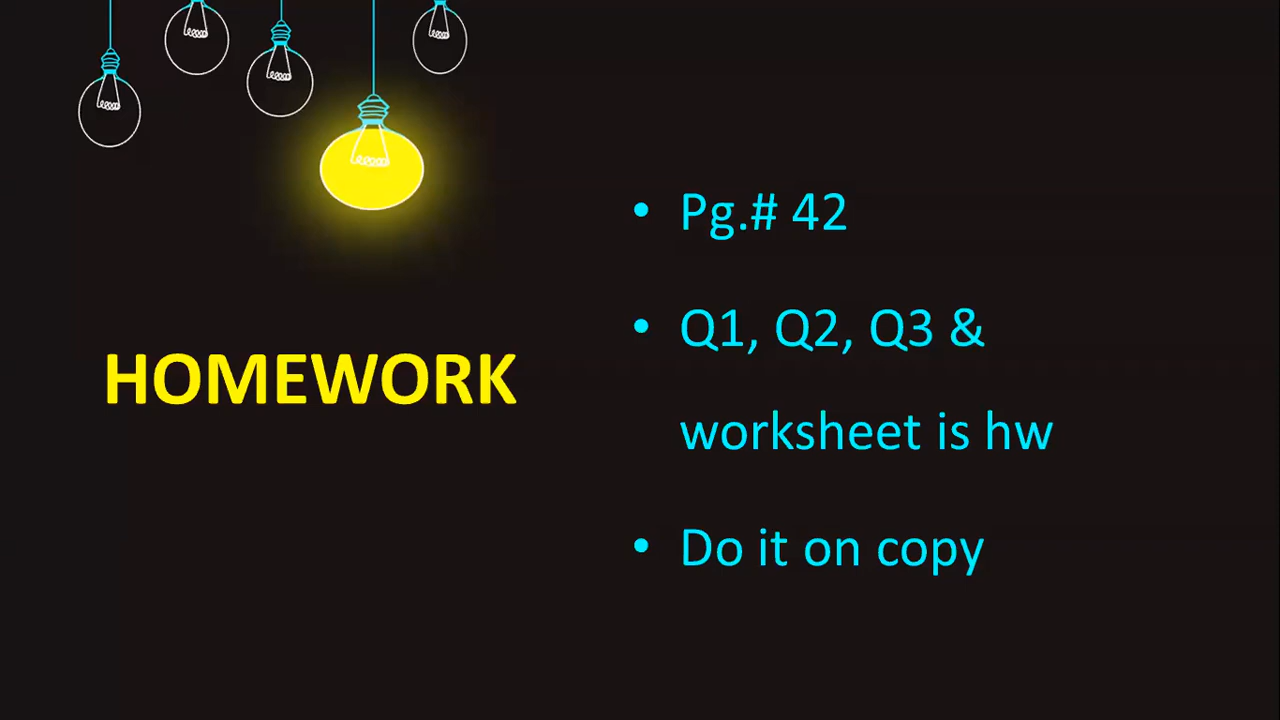 HOMEWORK
• Pg.# 42
• Q1, Q2, Q3 &
worksheet is hw
• Do it on copy